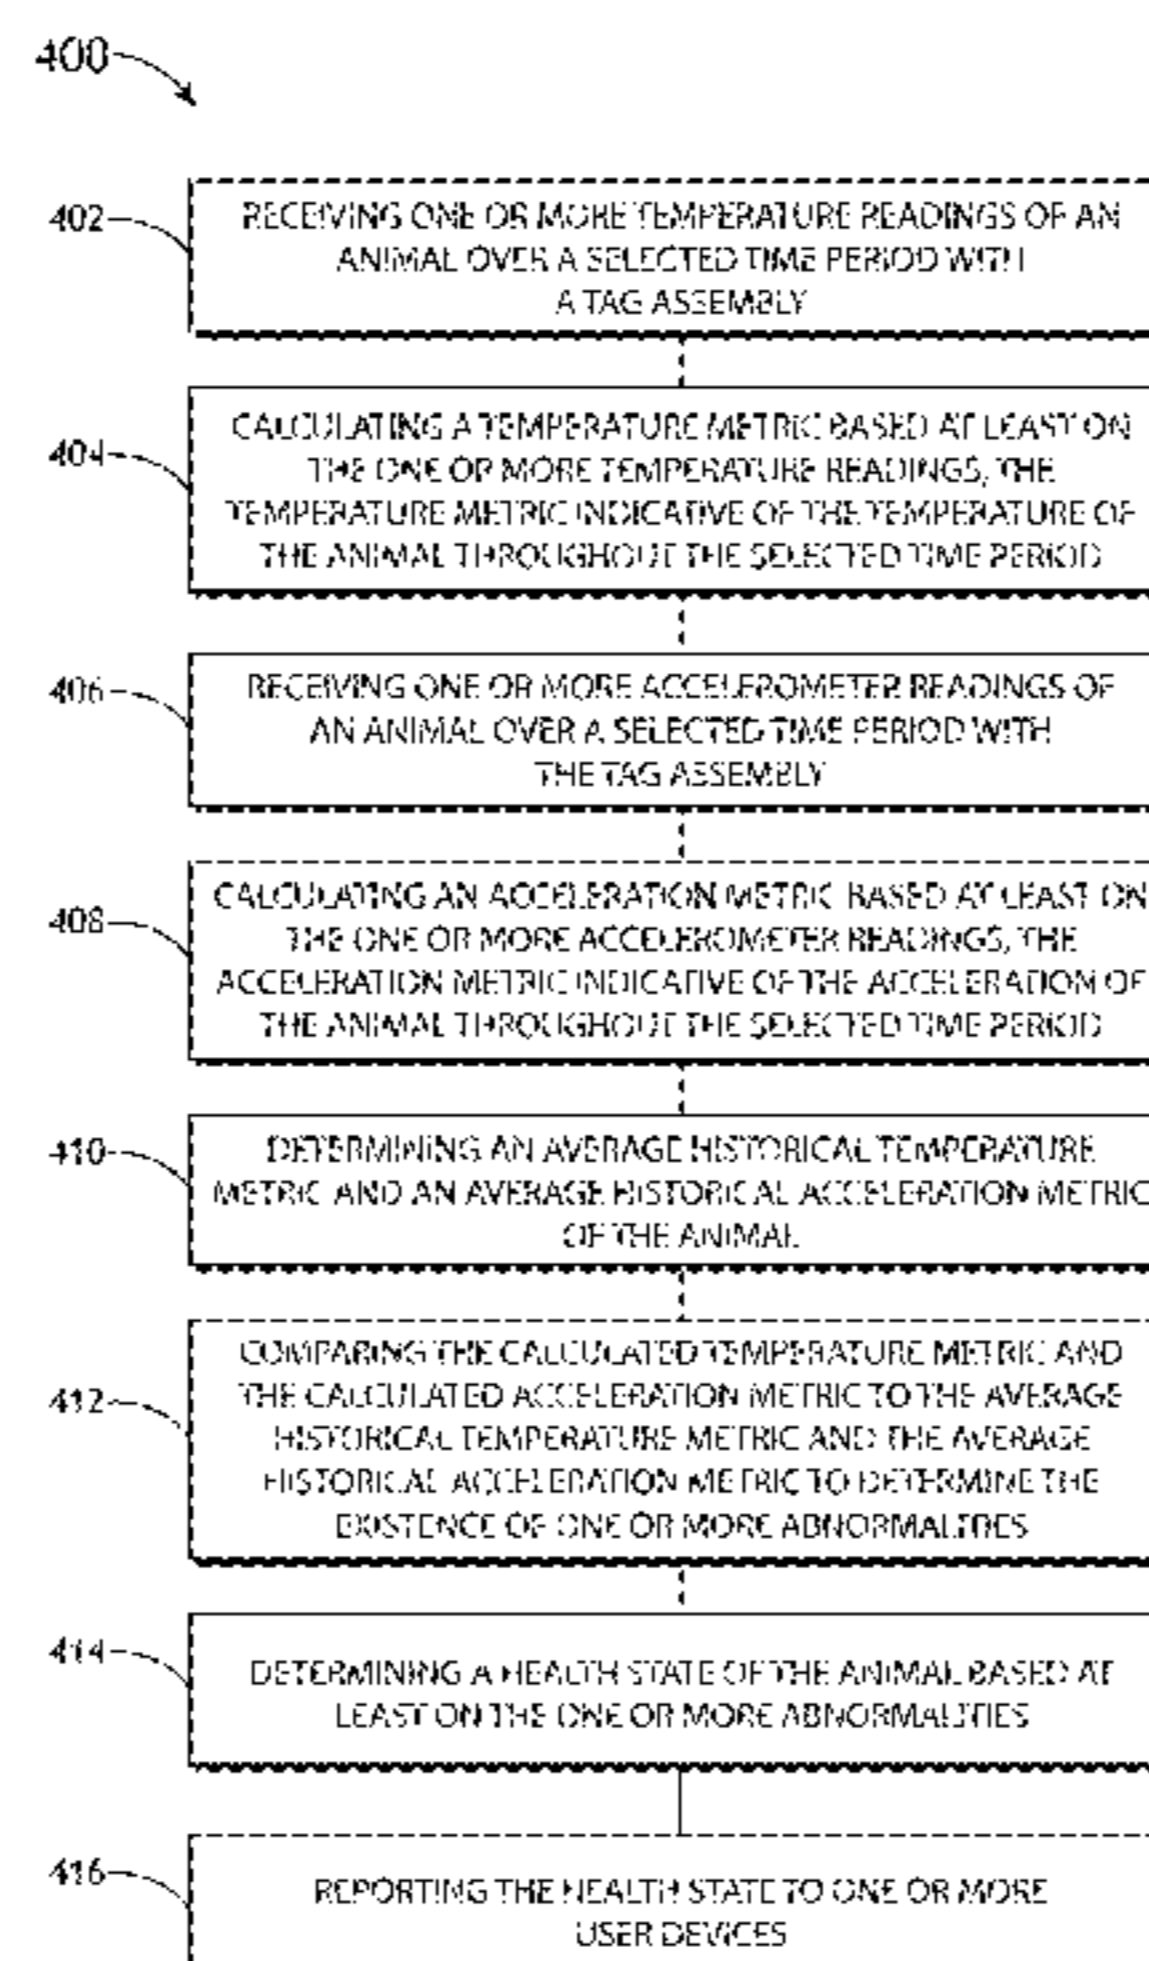 400
402
RECEIVING ONE OR MORE TEMPERATURE READINGS OF AN
ANIMAL OVER A SELECTED TIME PERIOD WITH
A TAG ASSEMBLY
404
CALCULATING A TEMPERATURE METRIC BASED AT LEAST ON
THE ONE OR MORE TEMPERATURE READINGS, THE
TEMPERATURE METRIC INDICATIVE OF THE TEMPERATURE OF
THE ANIMAL THROUGHOUT THE SELECTED TIME PERIOD
406
RECEIVING ONE OR MORE ACCELEROMETER READINGS OF
AN ANIMAL OVER A SELECTED TIME PERIOD WITH
THE TAG ASSEMBLY
408
CALCULATING AN ACCELERATION METRIC BASED AT LEAST ON
THE ONE OR MORE ACCELEROMETER READINGS, THE
ACCELERATION METRIC INDICATIVE OF THE ACCELERATION OF
THE ANIMAL THROUGHOUT THE SELECTED TIME PERIOD
410
DETERMINING AN AVERAGE HISTORICAL TEMPERATURE
METRIC AND AN AVERAGE HISTORICAL ACCELERATION METRIC
OF THE ANIMAL
412
COMPARING THE CALCULATED TEMPERATURE METRIC AND
THE CALCULATED ACCELERATION METRIC TO THE AVERAGE
HISTORICAL TEMPERATURE METRIC AND THE AVERAGE
HISTORICAL ACCELERATION METRIC TO DETERMINE THE
EXISTENCE OF ONE OR MORE ABNORMALITIES
414
DETERMINING A HEALTH STATE OF THE ANIMAL BASED AT
LEAST ON THE ONE OR MORE ABNORMALITIES
416
REPORTING THE HEALTH STATE TO ONE OR MORE
USER DEVICES